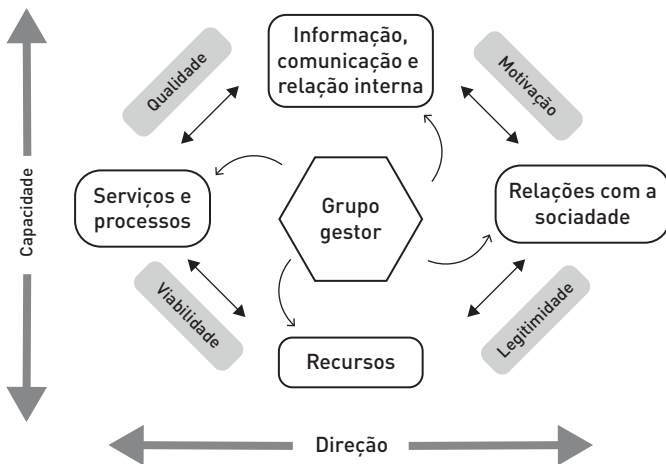 Informação,
comunicação e
relação interna
Qualidade
Motivação
Capacidade
Serviços e
processos
Grupo
gestor
Relações com a
sociadade
Viabilidade
Legitimidade
Recursos
Direção